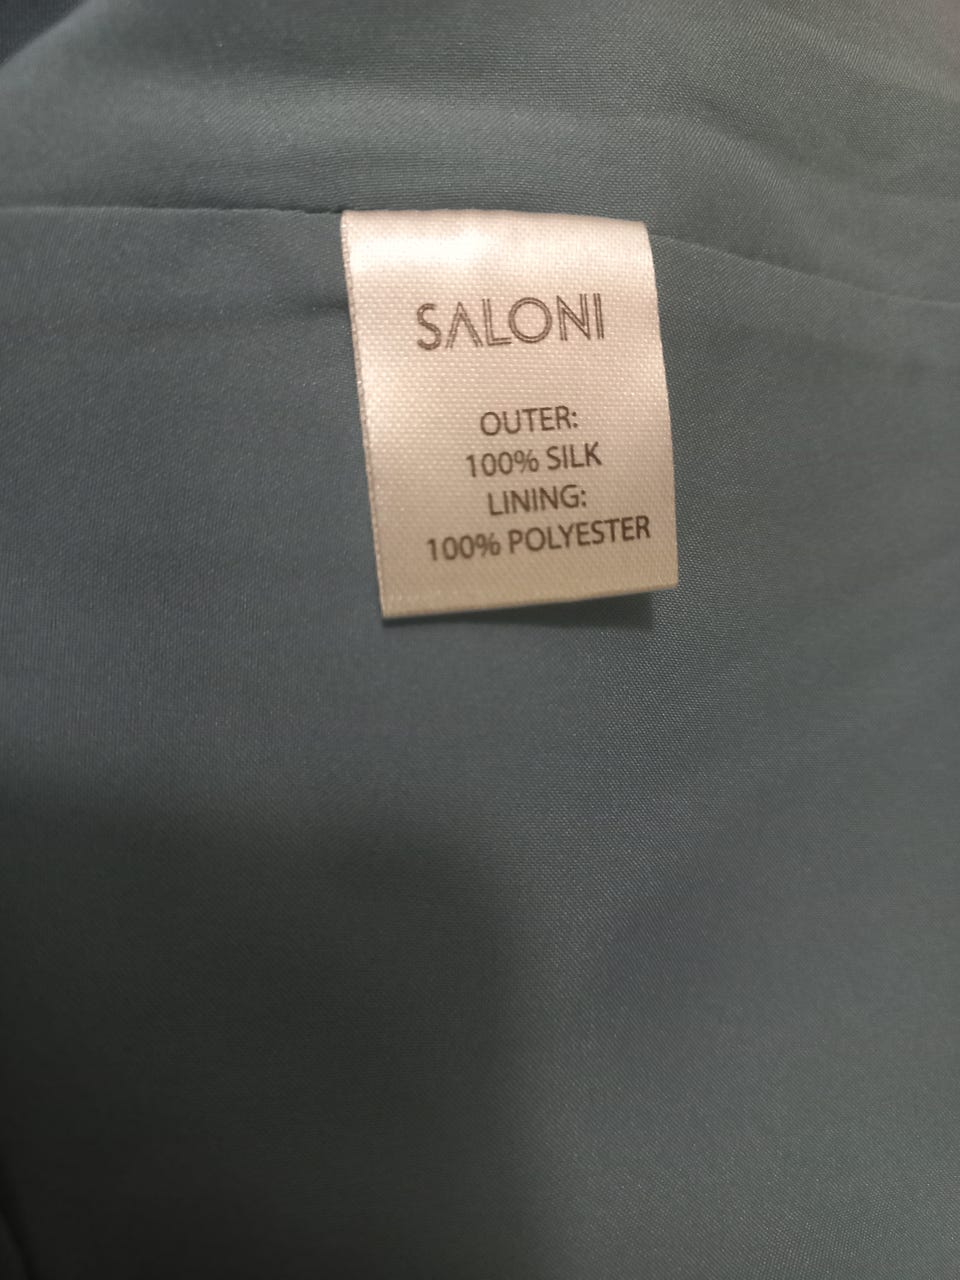 SALONI
OUTER:
100% SILK
LINING:
100% POLYESTER